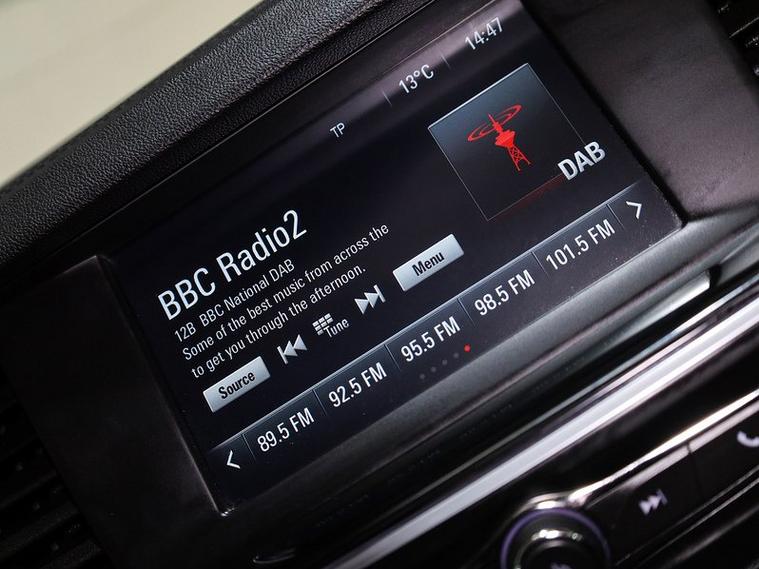 TP 13°C 14:47
DAB
BBC Radio2
12B BBC National DAB
Some of the best music from across the
to get you through the afternoon.
Source Tune Menu
89.5 FM 92.5 FM 95.5 FM 98.5 FM 101.5 FM